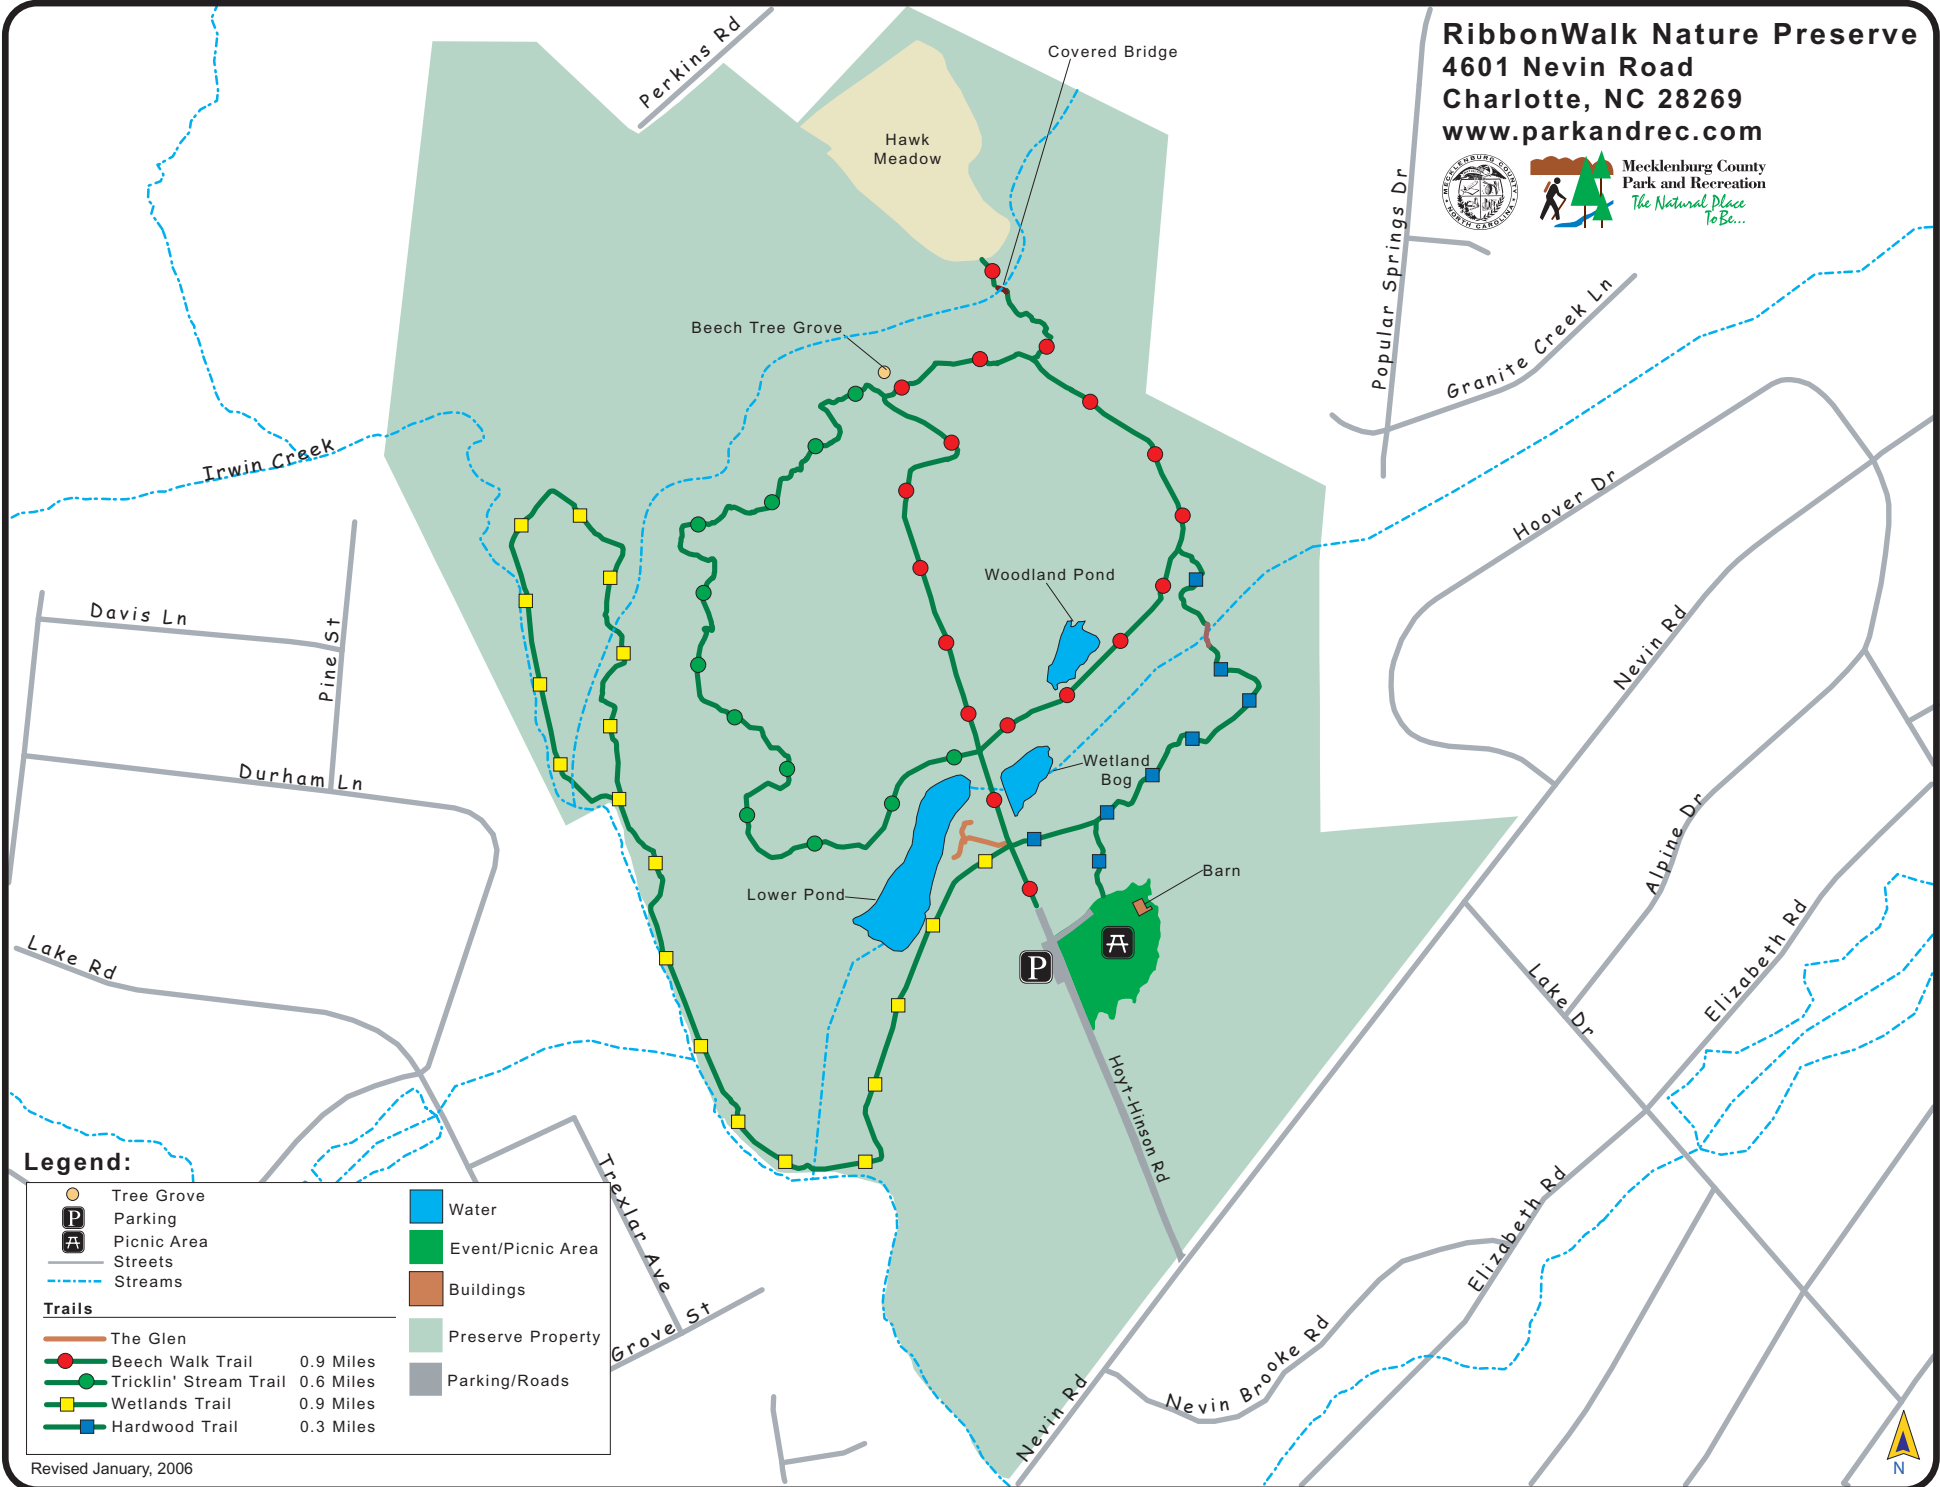 RibbonWalk Nature Preserve
4601 Nevin Road
Charlotte, NC 28269
www.parkandrec.com
MECKLENBURG COUNTY
NORTH CAROLINA
Mecklenburg County
Park and Recreation
The Natural Place
To Be...
Perkins Rd
Covered Bridge
Hawk
Meadow
Popular Springs Dr
Granite Creek Ln
Beech Tree Grove
Irwin Creek
Hoover Dr
Woodland Pond
Davis Ln
Pine St
Nevin Rd
Durham Ln
Wetland
Bog
Alpine Dr
Barn
Lower Pond
Lake Rd
P
Lake Dr
Elizabeth Rd
Hoyt-Hinson Rd
Trexlar Ave
Elizabeth Rd
Grove St
Nevin Brooke Rd
Nevin Rd
Legend:
Tree Grove
P Parking
Picnic Area
Streets
Streams
Trails
The Glen
Beech Walk Trail 0.9 Miles
Tricklin' Stream Trail 0.6 Miles
Wetlands Trail 0.9 Miles
Hardwood Trail 0.3 Miles
Water
Event/Picnic Area
Buildings
Preserve Property
Parking/Roads
Revised January, 2006
N